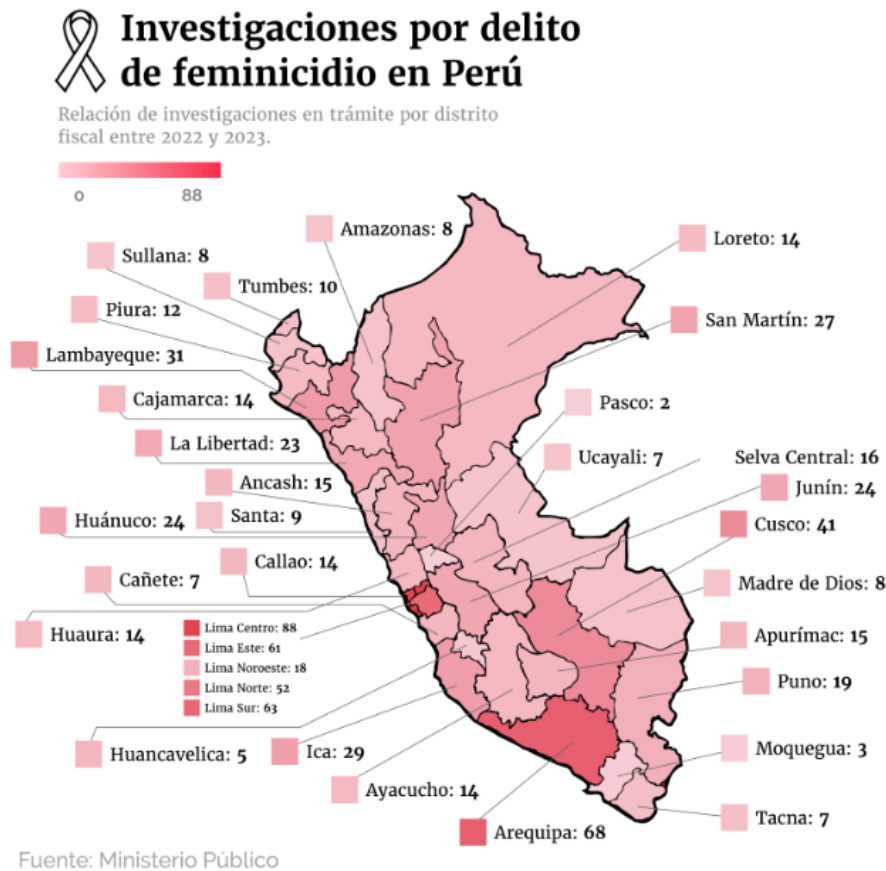 Investigaciones por delito
de feminicidio en Perú
Relación de investigaciones en trámite por distrito
fiscal entre 2022 y 2023.
0
88
Amazonas: 8
Loreto: 14
Sullana: 8
Tumbes: 10
Piura: 12
San Martín: 27
Lambayeque: 31
Cajamarca: 14
Pasco: 2
La Libertad: 23
Ucayali: 7
Selva Central: 16
Ancash: 15
Junín: 24
Huánuco: 24
Santa: 9
Cusco: 41
Callao: 14
Cañete: 7
Madre de Dios: 8
Huaura: 14
Lima Centro: 88
Lima Este: 61
Lima Noroeste: 18
Lima Norte: 52
Lima Sur: 63
Apurímac: 15
Puno: 19
Huancavelica: 5
Ica: 29
Moquegua: 3
Ayacucho: 14
Tacna: 7
Arequipa: 68
Fuente: Ministerio Público